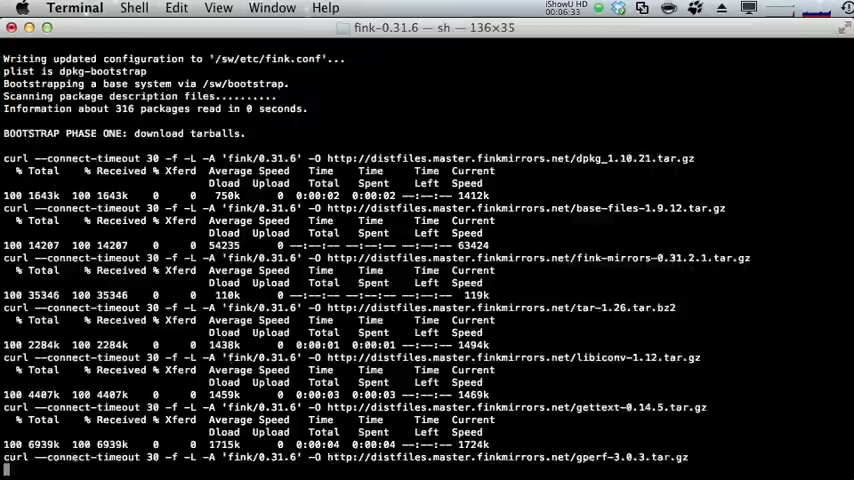 Terminal Shell Edit View Window Help
iShowU HD
00:06:33
fink-0.31.6 — sh — 136×35
Writing updated configuration to '/sw/etc/fink.conf'...
plist is dpkg-bootstrap
Bootstrapping a base system via /sw/bootstrap.
Scanning package description files..........
Information about 316 packages read in 0 seconds.
BOOTSTRAP PHASE ONE: download tarballs.
curl --connect-timeout 30 -f -L -A 'fink/0.31.6' -O http://distfiles.master.finkmirrors.net/dpkg_1.10.21.tar.gz
% Total % Received % Xferd Average Speed Time Time Time Current
Dload Upload Total Spent Left Speed
100 1643k 100 1643k 0 0 750k 0 0:00:02 0:00:02 --:--:-- 1412k
curl --connect-timeout 30 -f -L -A 'fink/0.31.6' -O http://distfiles.master.finkmirrors.net/base-files-1.9.12.tar.gz
% Total % Received % Xferd Average Speed Time Time Time Current
Dload Upload Total Spent Left Speed
100 14207 100 14207 0 0 54235 0 --:--:-- --:--:-- --:--:-- 63424
curl --connect-timeout 30 -f -L -A 'fink/0.31.6' -O http://distfiles.master.finkmirrors.net/fink-mirrors-0.31.2.1.tar.gz
% Total % Received % Xferd Average Speed Time Time Time Current
Dload Upload Total Spent Left Speed
100 35346 100 35346 0 0 110k 0 --:--:-- --:--:-- --:--:-- 119k
curl --connect-timeout 30 -f -L -A 'fink/0.31.6' -O http://distfiles.master.finkmirrors.net/tar-1.26.tar.bz2
% Total % Received % Xferd Average Speed Time Time Time Current
Dload Upload Total Spent Left Speed
100 2284k 100 2284k 0 0 1438k 0 0:00:01 0:00:01 --:--:-- 1494k
curl --connect-timeout 30 -f -L -A 'fink/0.31.6' -O http://distfiles.master.finkmirrors.net/libiconv-1.12.tar.gz
% Total % Received % Xferd Average Speed Time Time Time Current
Dload Upload Total Spent Left Speed
100 4407k 100 4407k 0 0 1459k 0 0:00:03 0:00:03 --:--:-- 1469k
curl --connect-timeout 30 -f -L -A 'fink/0.31.6' -O http://distfiles.master.finkmirrors.net/gettext-0.14.5.tar.gz
% Total % Received % Xferd Average Speed Time Time Time Current
Dload Upload Total Spent Left Speed
100 6939k 100 6939k 0 0 1715k 0 0:00:04 0:00:04 --:--:-- 1724k
curl --connect-timeout 30 -f -L -A 'fink/0.31.6' -O http://distfiles.master.finkmirrors.net/gperf-3.0.3.tar.gz